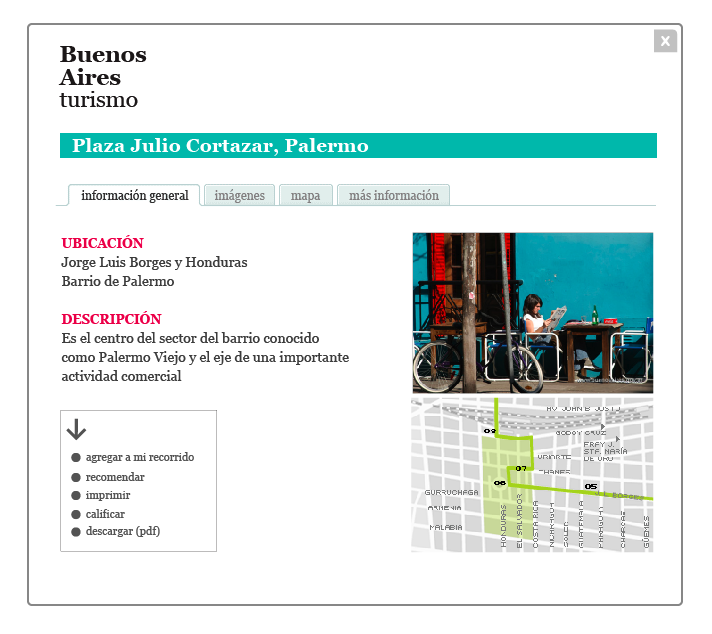 x
Buenos
Aires
turismo
Plaza Julio Cortazar, Palermo
información general
imágenes
mapa
más información
UBICACIÓN
Jorge Luis Borges y Honduras
Barrio de Palermo
DESCRIPCIÓN
Es el centro del sector del barrio conocido
como Palermo Viejo y el eje de una importante
actividad comercial
agregar a mi recorrido
recomendar
imprimir
calificar
descargar (pdf)
AV JUAN B JUSTO
08
GODOY CRUZ
FRAY J.
STA. MARÍA
DE ORO
URIARTE
07
THAMES
06
05
J.L. BORGES
GURRUCHAGA
ARMENIA
MALABIA
HONDURAS
EL SALVADOR
COSTA RICA
NICARAGUA
SOLER
GUATEMALA
PARAGUAY
CHARCAS
GÜEMES